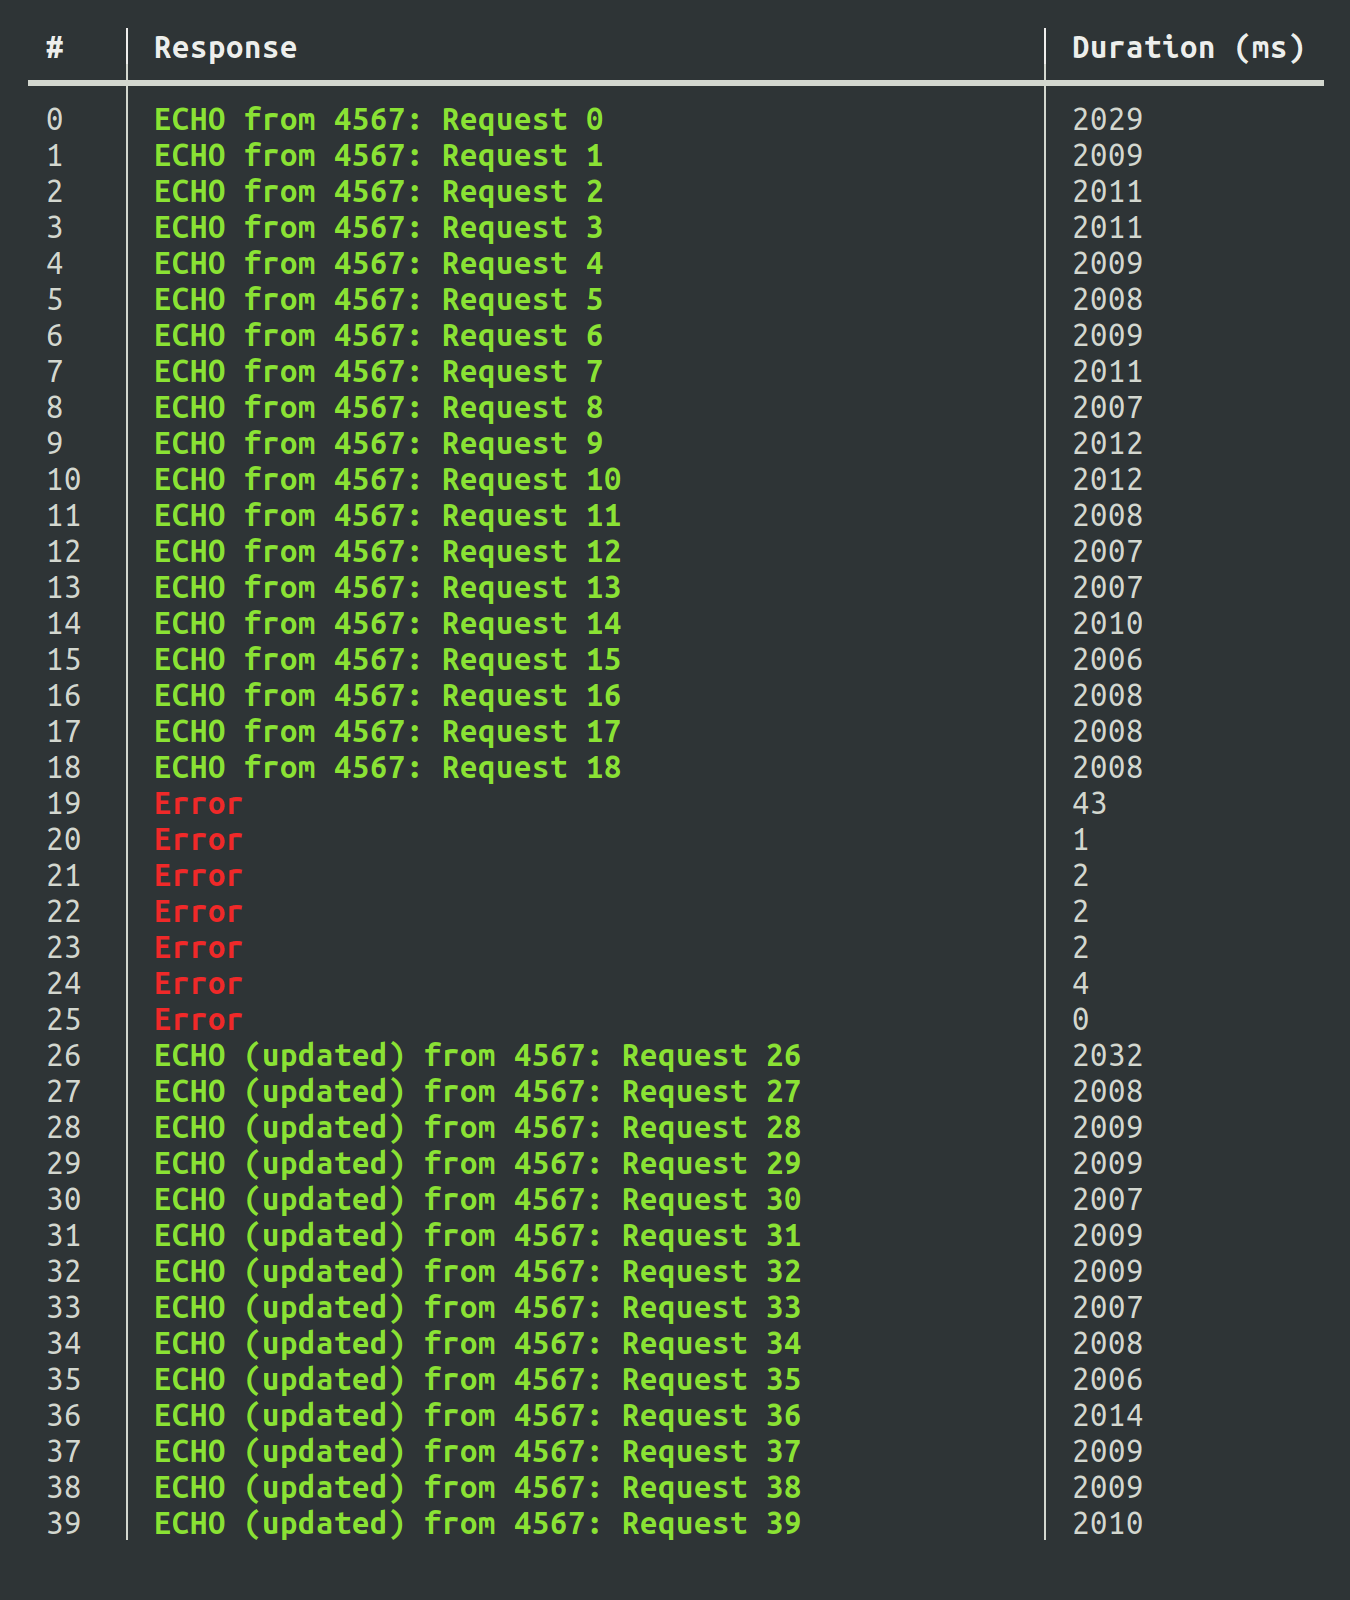 # Response Duration (ms)
0 ECHO from 4567: Request 0 2029
1 ECHO from 4567: Request 1 2009
2 ECHO from 4567: Request 2 2011
3 ECHO from 4567: Request 3 2011
4 ECHO from 4567: Request 4 2009
5 ECHO from 4567: Request 5 2008
6 ECHO from 4567: Request 6 2009
7 ECHO from 4567: Request 7 2011
8 ECHO from 4567: Request 8 2007
9 ECHO from 4567: Request 9 2012
10 ECHO from 4567: Request 10 2012
11 ECHO from 4567: Request 11 2008
12 ECHO from 4567: Request 12 2007
13 ECHO from 4567: Request 13 2007
14 ECHO from 4567: Request 14 2010
15 ECHO from 4567: Request 15 2006
16 ECHO from 4567: Request 16 2008
17 ECHO from 4567: Request 17 2008
18 ECHO from 4567: Request 18 2008
19 Error 43
20 Error 1
21 Error 2
22 Error 2
23 Error 2
24 Error 4
25 Error 0
26 ECHO (updated) from 4567: Request 26 2032
27 ECHO (updated) from 4567: Request 27 2008
28 ECHO (updated) from 4567: Request 28 2009
29 ECHO (updated) from 4567: Request 29 2009
30 ECHO (updated) from 4567: Request 30 2007
31 ECHO (updated) from 4567: Request 31 2009
32 ECHO (updated) from 4567: Request 32 2009
33 ECHO (updated) from 4567: Request 33 2007
34 ECHO (updated) from 4567: Request 34 2008
35 ECHO (updated) from 4567: Request 35 2006
36 ECHO (updated) from 4567: Request 36 2014
37 ECHO (updated) from 4567: Request 37 2009
38 ECHO (updated) from 4567: Request 38 2009
39 ECHO (updated) from 4567: Request 39 2010